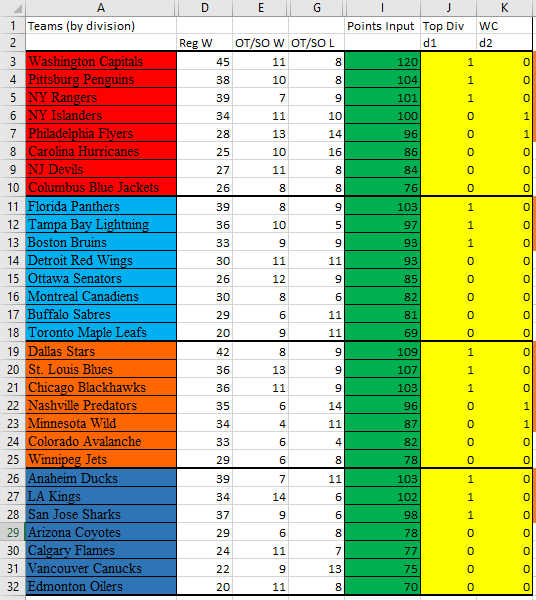 A D E G I J K
1 Teams (by division) Points Input Top Div WC
2 Reg W OT/SO W OT/SO L d1 d2
3 Washington Capitals 45 11 8 120 1 0
4 Pittsburg Penguins 38 10 8 104 1 0
5 NY Rangers 39 7 9 101 1 0
6 NY Islanders 34 11 10 100 0 1
7 Philadelphia Flyers 28 13 14 96 0 1
8 Carolina Hurricanes 25 10 16 86 0 0
9 NJ Devils 27 11 8 84 0 0
10 Columbus Blue Jackets 26 8 8 76 0 0
11 Florida Panthers 39 8 9 103 1 0
12 Tampa Bay Lightning 36 10 5 97 1 0
13 Boston Bruins 33 9 9 93 1 0
14 Detroit Red Wings 30 11 11 93 0 0
15 Ottawa Senators 26 12 9 85 0 0
16 Montreal Canadiens 30 8 6 82 0 0
17 Buffalo Sabres 29 6 11 81 0 0
18 Toronto Maple Leafs 20 9 11 69 0 0
19 Dallas Stars 42 8 9 109 1 0
20 St. Louis Blues 36 13 9 107 1 0
21 Chicago Blackhawks 36 11 9 103 1 0
22 Nashville Predators 35 6 14 96 0 1
23 Minnesota Wild 34 4 11 87 0 1
24 Colorado Avalanche 33 6 4 82 0 0
25 Winnipeg Jets 29 6 8 78 0 0
26 Anaheim Ducks 39 7 11 103 1 0
27 LA Kings 34 14 6 102 1 0
28 San Jose Sharks 37 9 6 98 1 0
29 Arizona Coyotes 29 6 8 78 0 0
30 Calgary Flames 24 11 7 77 0 0
31 Vancouver Canucks 22 9 13 75 0 0
32 Edmonton Oilers 20 11 8 70 0 0